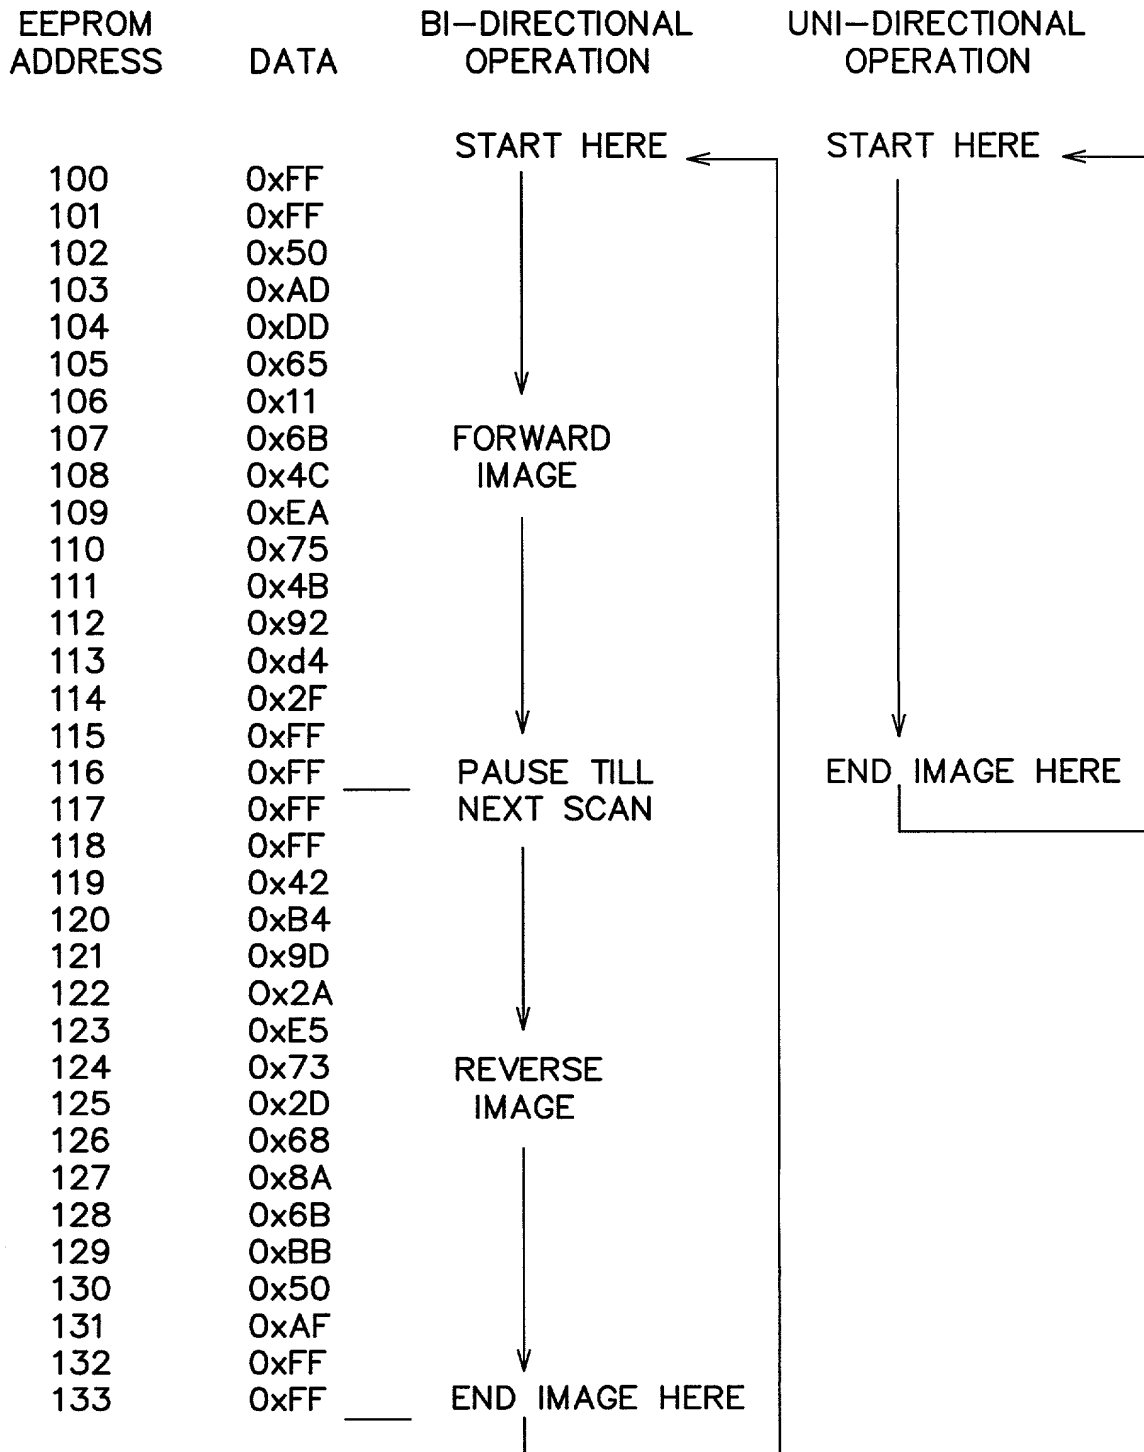 EEPROM ADDRESS DATA BI-DIRECTIONAL OPERATION UNI-DIRECTIONAL OPERATION
START HERE START HERE
100 0xFF
101 0xFF
102 0x50
103 0xAD
104 0xDD
105 0x65
106 0x11
107 0x6B FORWARD
108 0x4C IMAGE
109 0xEA
110 0x75
111 0x4B
112 0x92
113 0xd4
114 0x2F
115 0xFF
116 0xFF PAUSE TILL END IMAGE HERE
117 0xFF NEXT SCAN
118 0xFF
119 0x42
120 0xB4
121 0x9D
122 0x2A
123 0xE5
124 0x73 REVERSE
125 0x2D IMAGE
126 0x68
127 0x8A
128 0x6B
129 0xBB
130 0x50
131 0xAF
132 0xFF
133 0xFF END IMAGE HERE